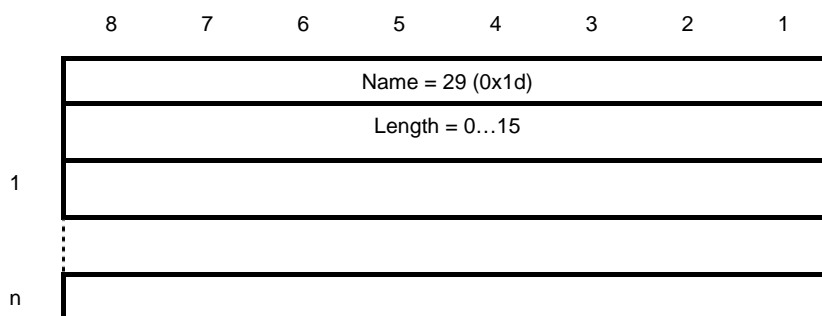 8 7 6 5 4 3 2 1
Name = 29 (0x1d)
Length = 0…15
1
n